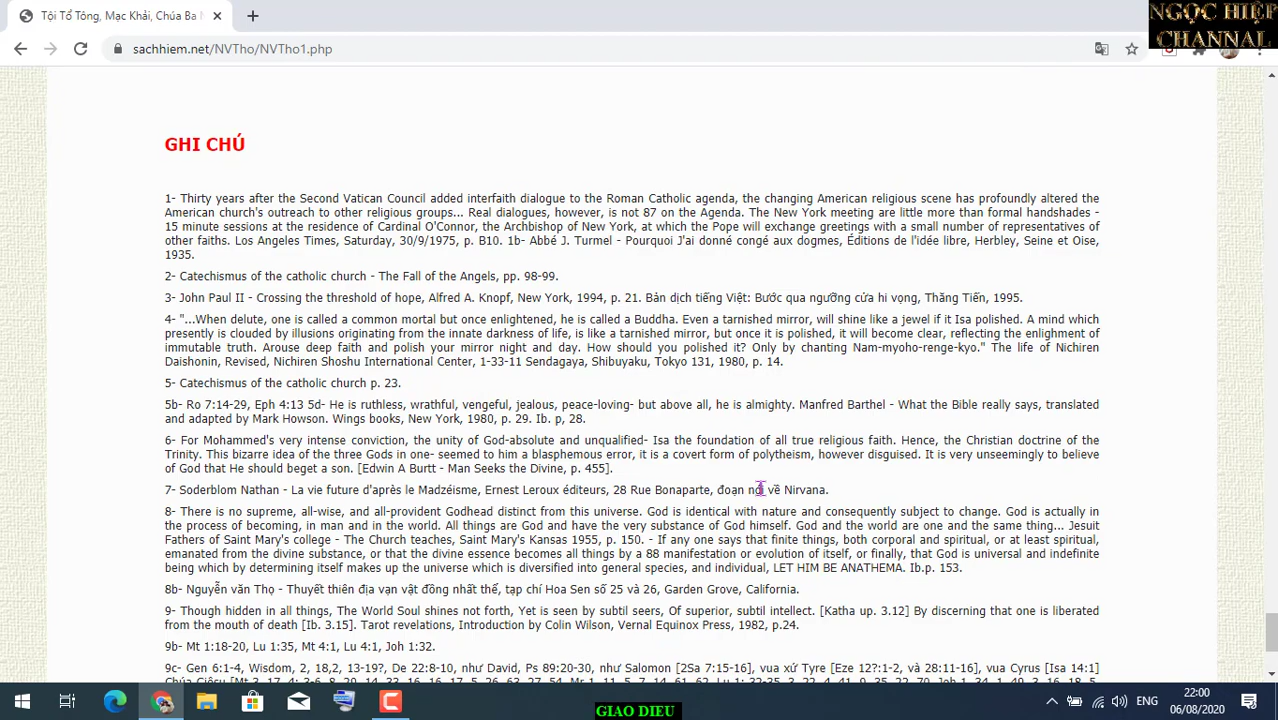 Tội Tổ Tông, Mạc Khải, Chúa Ba
NGỌC HIỆP
CHANNAL
sachhiem.net/NVTho/NVTho1.php
GHI CHÚ
1- Thirty years after the Second Vatican Council added interfaith dialogue to the Roman Catholic agenda, the changing American religious scene has profoundly altered the
American church's outreach to other religious groups... Real dialogues, however, is not 87 on the Agenda. The New York meeting are little more than formal handshades -
15 minute sessions at the residence of Cardinal O'Connor, the Archbishop of New York, at which the Pope will exchange greetings with a small number of representatives of
other faiths. Los Angeles Times, Saturday, 30/9/1975, p. B10. 1b- Abbé J. Turmel - Pourquoi J'ai donné congé aux dogmes, Éditions de l'idée libre, Herbley, Seine et Oise,
1935.
2- Catechismus of the catholic church - The Fall of the Angels, pp. 98-99.
3- John Paul II - Crossing the threshold of hope, Alfred A. Knopf, New York, 1994, p. 21. Bản dịch tiếng Việt: Bước qua ngưỡng cửa hi vọng, Thăng Tiến, 1995.
4- "...When delute, one is called a common mortal but once enlightened, he is called a Buddha. Even a tarnished mirror, will shine like a jewel if it Isa polished. A mind which
presently is clouded by illusions originating from the innate darkness of life, is like a tarnished mirror, but once it is polished, it will become clear, reflecting the enlighment of
immutable truth. Arouse deep faith and polish your mirror night and day. How should you polished it? Only by chanting Nam-myoho-renge-kyo." The life of Nichiren
Daishonin, Revised, Nichiren Shoshu International Center, 1-33-11 Sendagaya, Shibuyaku, Tokyo 131, 1980, p. 14.
5- Catechismus of the catholic church p. 23.
5b- Ro 7:14-29, Eph 4:13 5d- He is ruthless, wrathful, vengeful, jealous, peace-loving- but above all, he is almighty. Manfred Barthel - What the Bible really says, translated
and adapted by Mark Howson. Wings books, New York, 1980, p. 29. Ib. p, 28.
6- For Mohammed's very intense conviction, the unity of God-absolute and unqualified- Isa the foundation of all true religious faith. Hence, the Christian doctrine of the
Trinity. This bizarre idea of the three Gods in one- seemed to him a blasphemous error, it is a covert form of polytheism, however disguised. It is very unseemingly to believe
of God that He should beget a son. [Edwin A Burtt - Man Seeks the Divine, p. 455].
7- Soderblom Nathan - La vie future d'après le Madzéisme, Ernest Leroux éditeurs, 28 Rue Bonaparte, đoạn nói về Nirvana.
8- There is no supreme, all-wise, and all-provident Godhead distinct from this universe. God is identical with nature and consequently subject to change. God is actually in
the process of becoming, in man and in the world. All things are God and have the very substance of God himself. God and the world are one and the same thing... Jesuit
Fathers of Saint Mary's college - The Church teaches, Saint Mary's Kansas 1955, p. 150. - If any one says that finite things, both corporal and spiritual, or at least spiritual,
emanated from the divine substance, or that the divine essence becomes all things by a 88 manifestation or evolution of itself, or finally, that God is universal and indefinite
being which by determining itself makes up the universe which is diversified into general species, and individual, LET HIM BE ANATHEMA. Ib.p. 153.
8b- Nguyễn văn Thọ - Thuyết thiên địa vạn vật đồng nhất thể, tạp chí Hoa Sen số 25 và 26, Garden Grove, California.
9- Though hidden in all things, The World Soul shines not forth, Yet is seen by subtil seers, Of superior, subtil intellect. [Katha up. 3.12] By discerning that one is liberated
from the mouth of death [Ib. 3.15]. Tarot revelations, Introduction by Colin Wilson, Vernal Equinox Press, 1982, p.24.
9b- Mt 1:18-20, Lu 1:35, Mt 4:1, Lu 4:1, Joh 1:32.
9c- Gen 6:1-4, Wisdom, 2, 18,2, 13-19?, De 22:8-10, như David, ns 89:20-30, như Salomon [2Sa 7:15-16], vua xứ Tyre [Eze 12?:1-2, và 28:11-16], vua Cyrus [Isa 14:1]
ENG
22:00
06/08/2020
GIAO DIEU